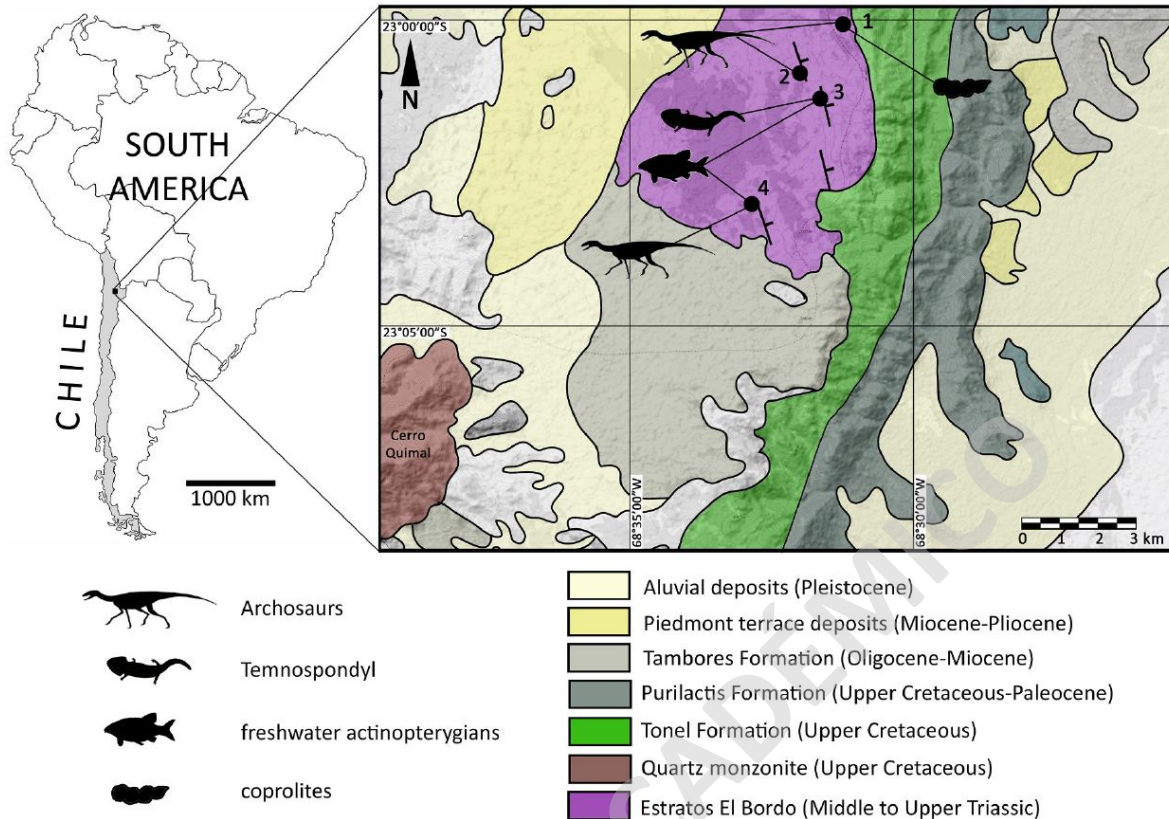 SOUTH
AMERICA
CHILE
1000 km
23°00'00"S
N
1
2
3
4
23°05'00"S
Cerro
Quimal
68°35'00"W
68°30'00"W
0 1 2 3 km
Archosaurs
Temnospondyl
freshwater actinopterygians
coprolites
Aluvial deposits (Pleistocene)
Piedmont terrace deposits (Miocene-Pliocene)
Tambores Formation (Oligocene-Miocene)
Purilactis Formation (Upper Cretaceous-Paleocene)
Tonel Formation (Upper Cretaceous)
Quartz monzonite (Upper Cretaceous)
Estratos El Bordo (Middle to Upper Triassic)
CADÉMICO